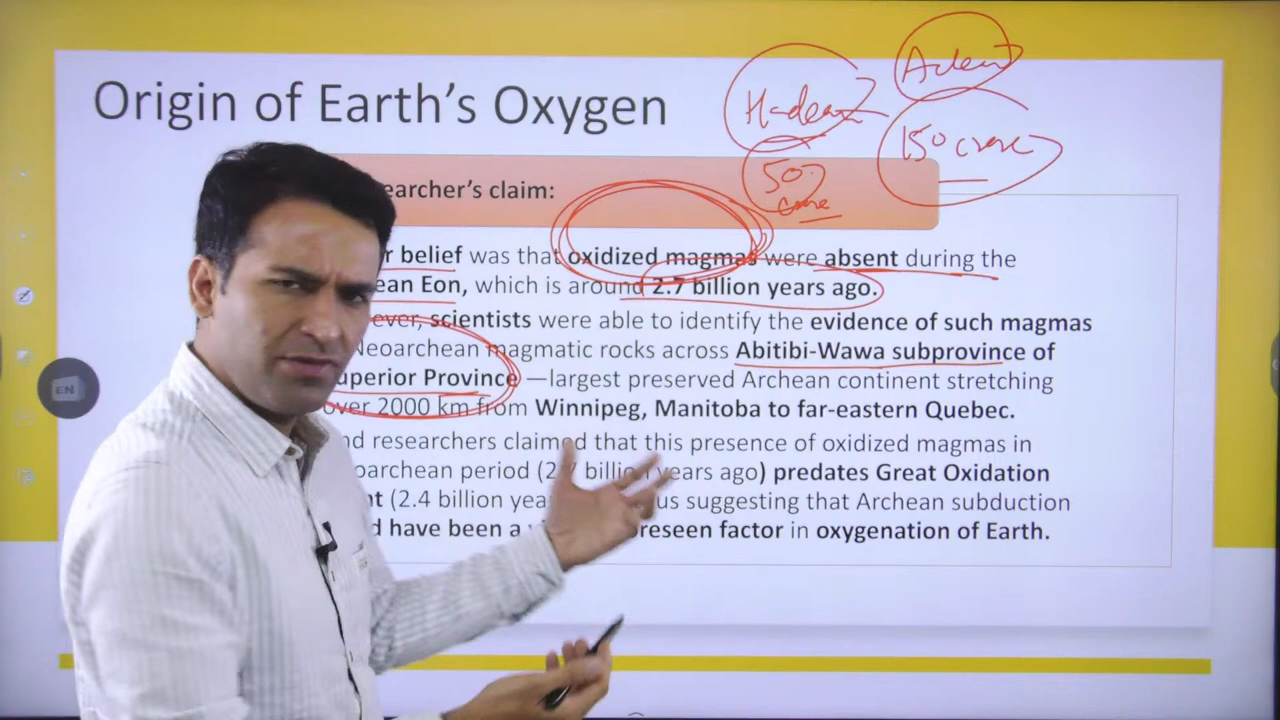 Origin of Earth's Oxygen
Hadean
50
crore
150 crore
earcher's claim:
r belief was that oxidized magmas were absent during the
ean Eon, which is around 2.7 billion years ago.
ever, scientists were able to identify the evidence of such magmas
Neoarchean magmatic rocks across Abitibi-Wawa subprovince of
uperior Province —largest preserved Archean continent stretching
over 2000 km from Winnipeg, Manitoba to far-eastern Quebec.
nd researchers claimed that this presence of oxidized magmas in
oarchean period (2.7 billion years ago) predates Great Oxidation
nt (2.4 billion yea us suggesting that Archean subduction
d have been a reseen factor in oxygenation of Earth.
EN